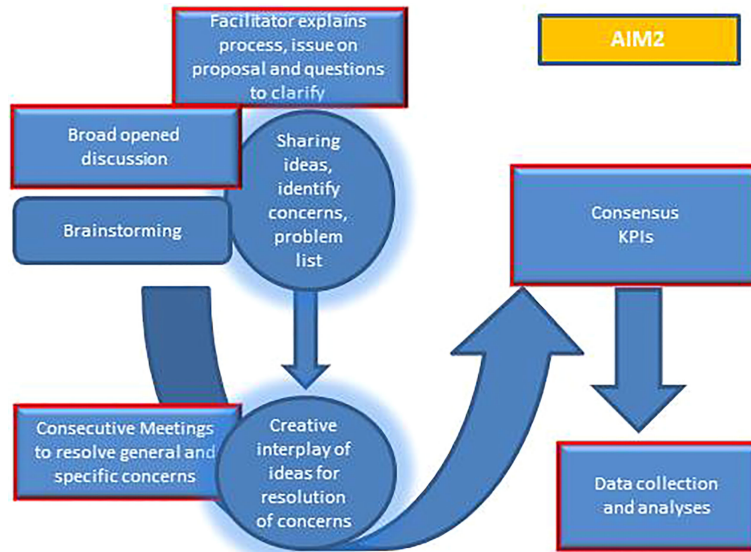 Facilitator explains
process, issue on
proposal and questions
to clarify
AIM2
Broad opened
discussion
Sharing
ideas,
identify
concerns,
problem
list
Brainstorming
Consensus
KPIs
Consecutive Meetings
to resolve general and
specific concerns
Creative
interplay of
ideas for
resolution
of concerns
Data collection
and analyses